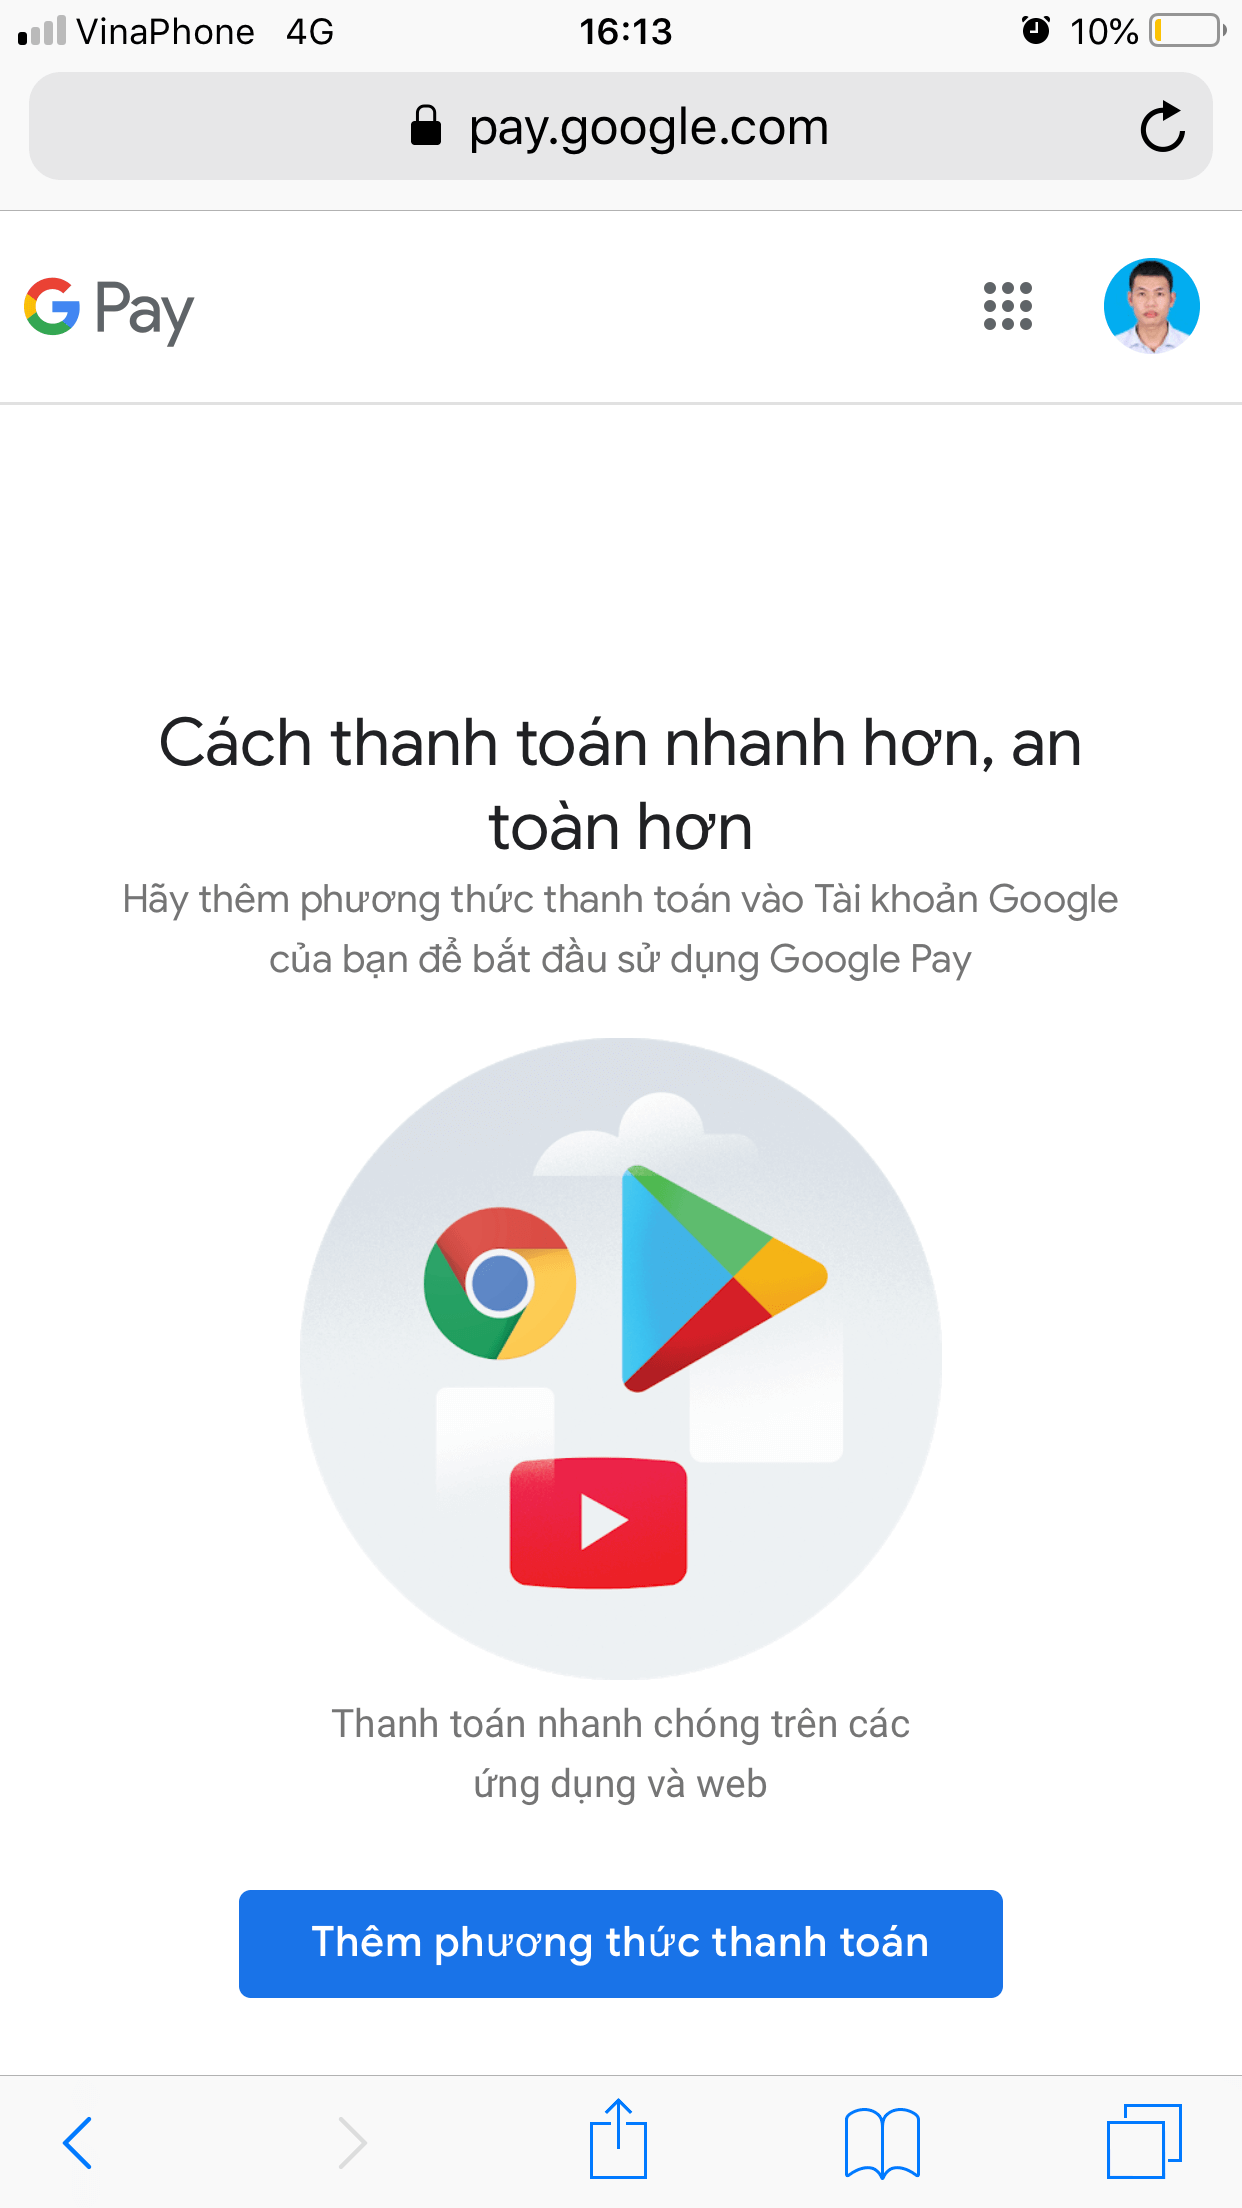 VinaPhone 4G 16:13 10%
pay.google.com
G Pay
Cách thanh toán nhanh hơn, an
toàn hơn
Hãy thêm phương thức thanh toán vào Tài khoản Google
của bạn để bắt đầu sử dụng Google Pay
Thanh toán nhanh chóng trên các
ứng dụng và web
Thêm phương thức thanh toán